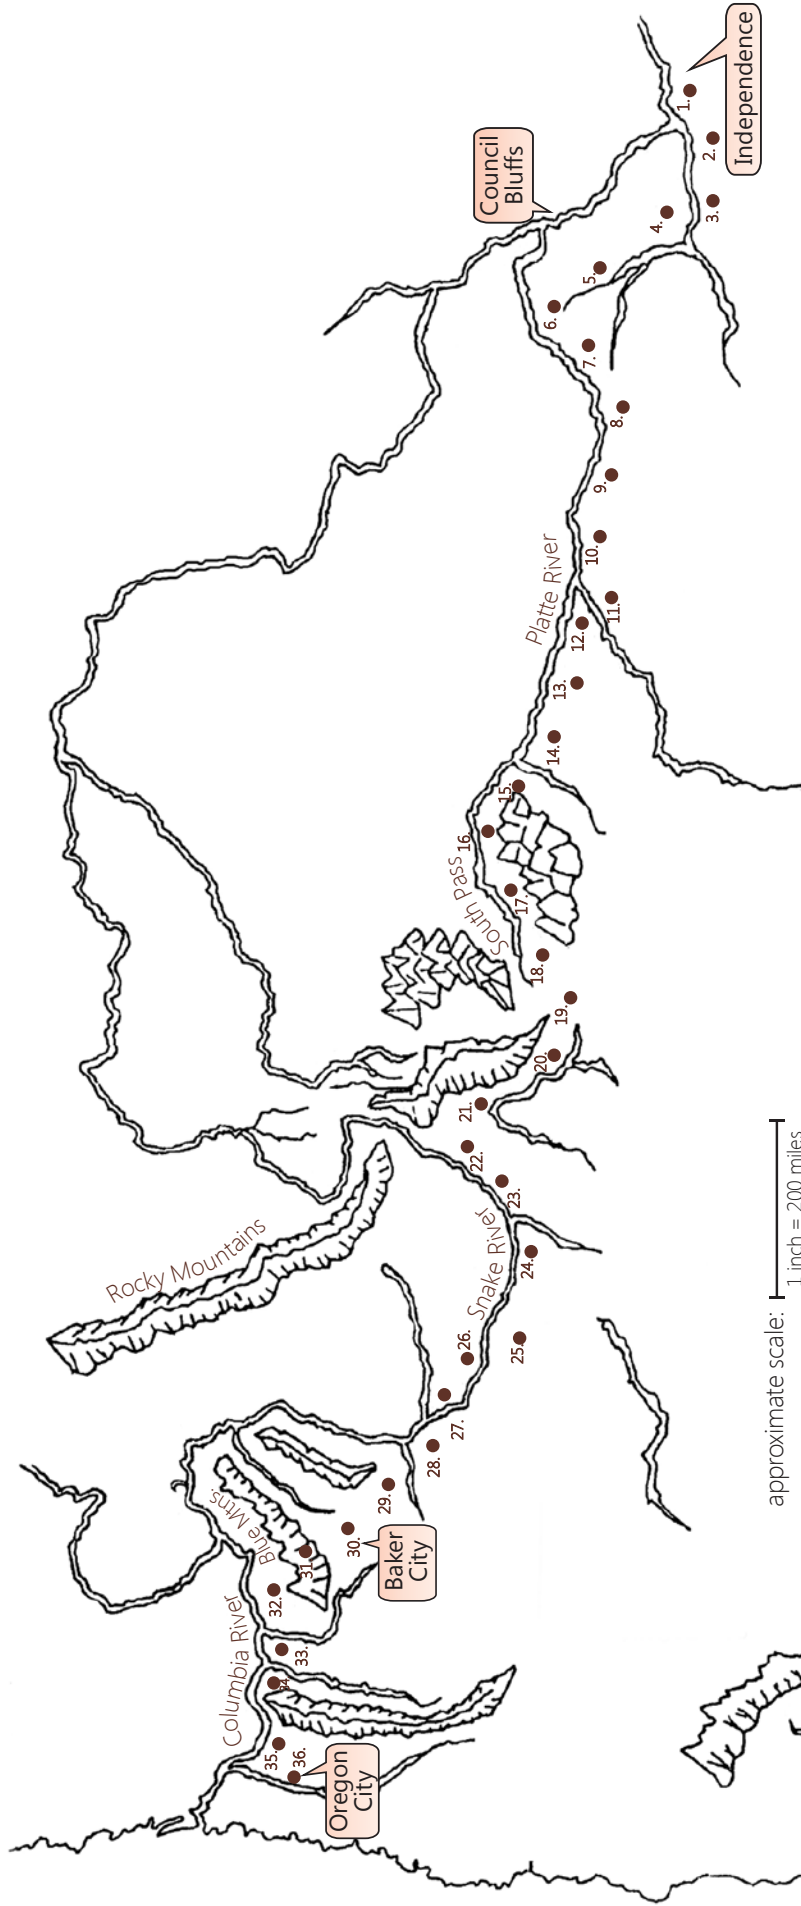 Independence
1.
2.
3.
4.
Council
Bluffs
5.
6.
7.
8.
9.
10.
11.
12.
13.
14.
Platte River
15.
16.
17.
18.
South Pass
19.
20.
21.
22.
23.
24.
25.
26.
27.
28.
29.
30.
Snake River
Rocky Mountains
Baker
City
31.
32.
Blue Mtns.
33.
34.
35.
36.
Columbia River
Oregon
City
approximate scale:
1 inch = 200 miles